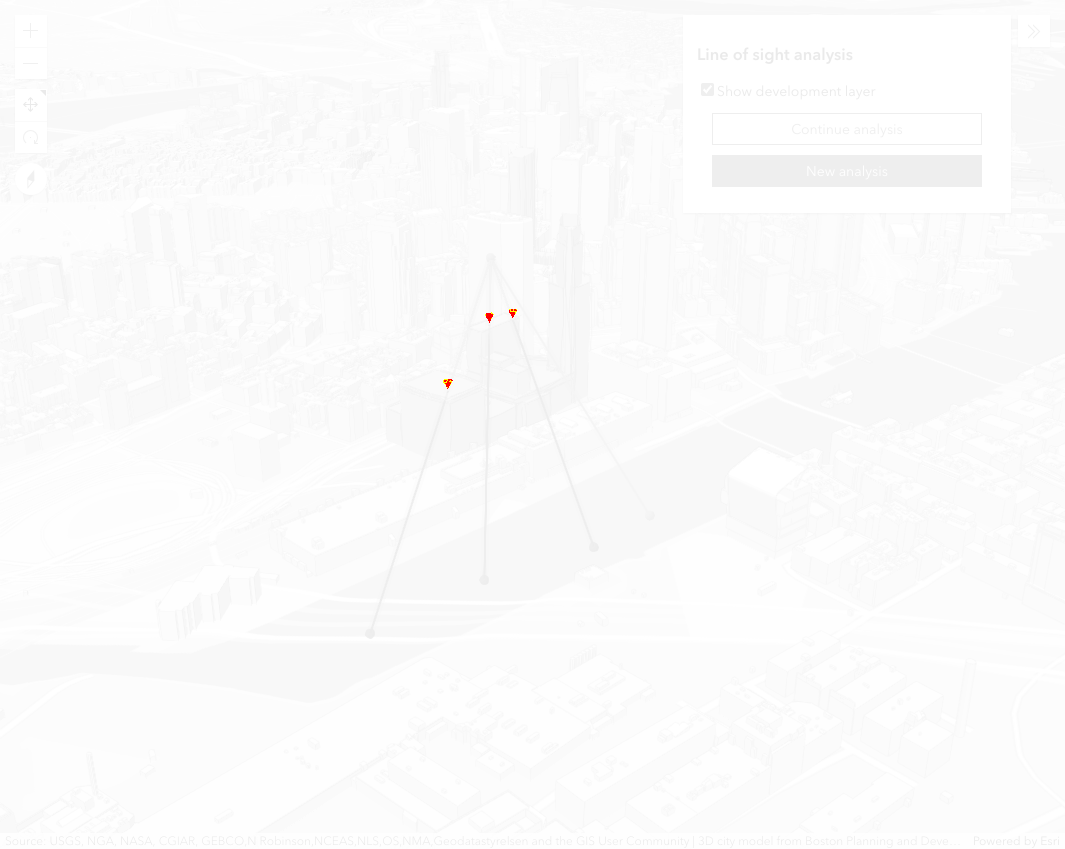 Line of sight analysis
Show development layer
Continue analysis
New analysis
Source: USGS, NGA, NASA, CGIAR, GEBCO,N Robinson,NCEAS,NLS,OS,NMA,Geodatastyrelsen and the GIS User Community | 3D city model from Boston Planning and Deve... Powered by Esri